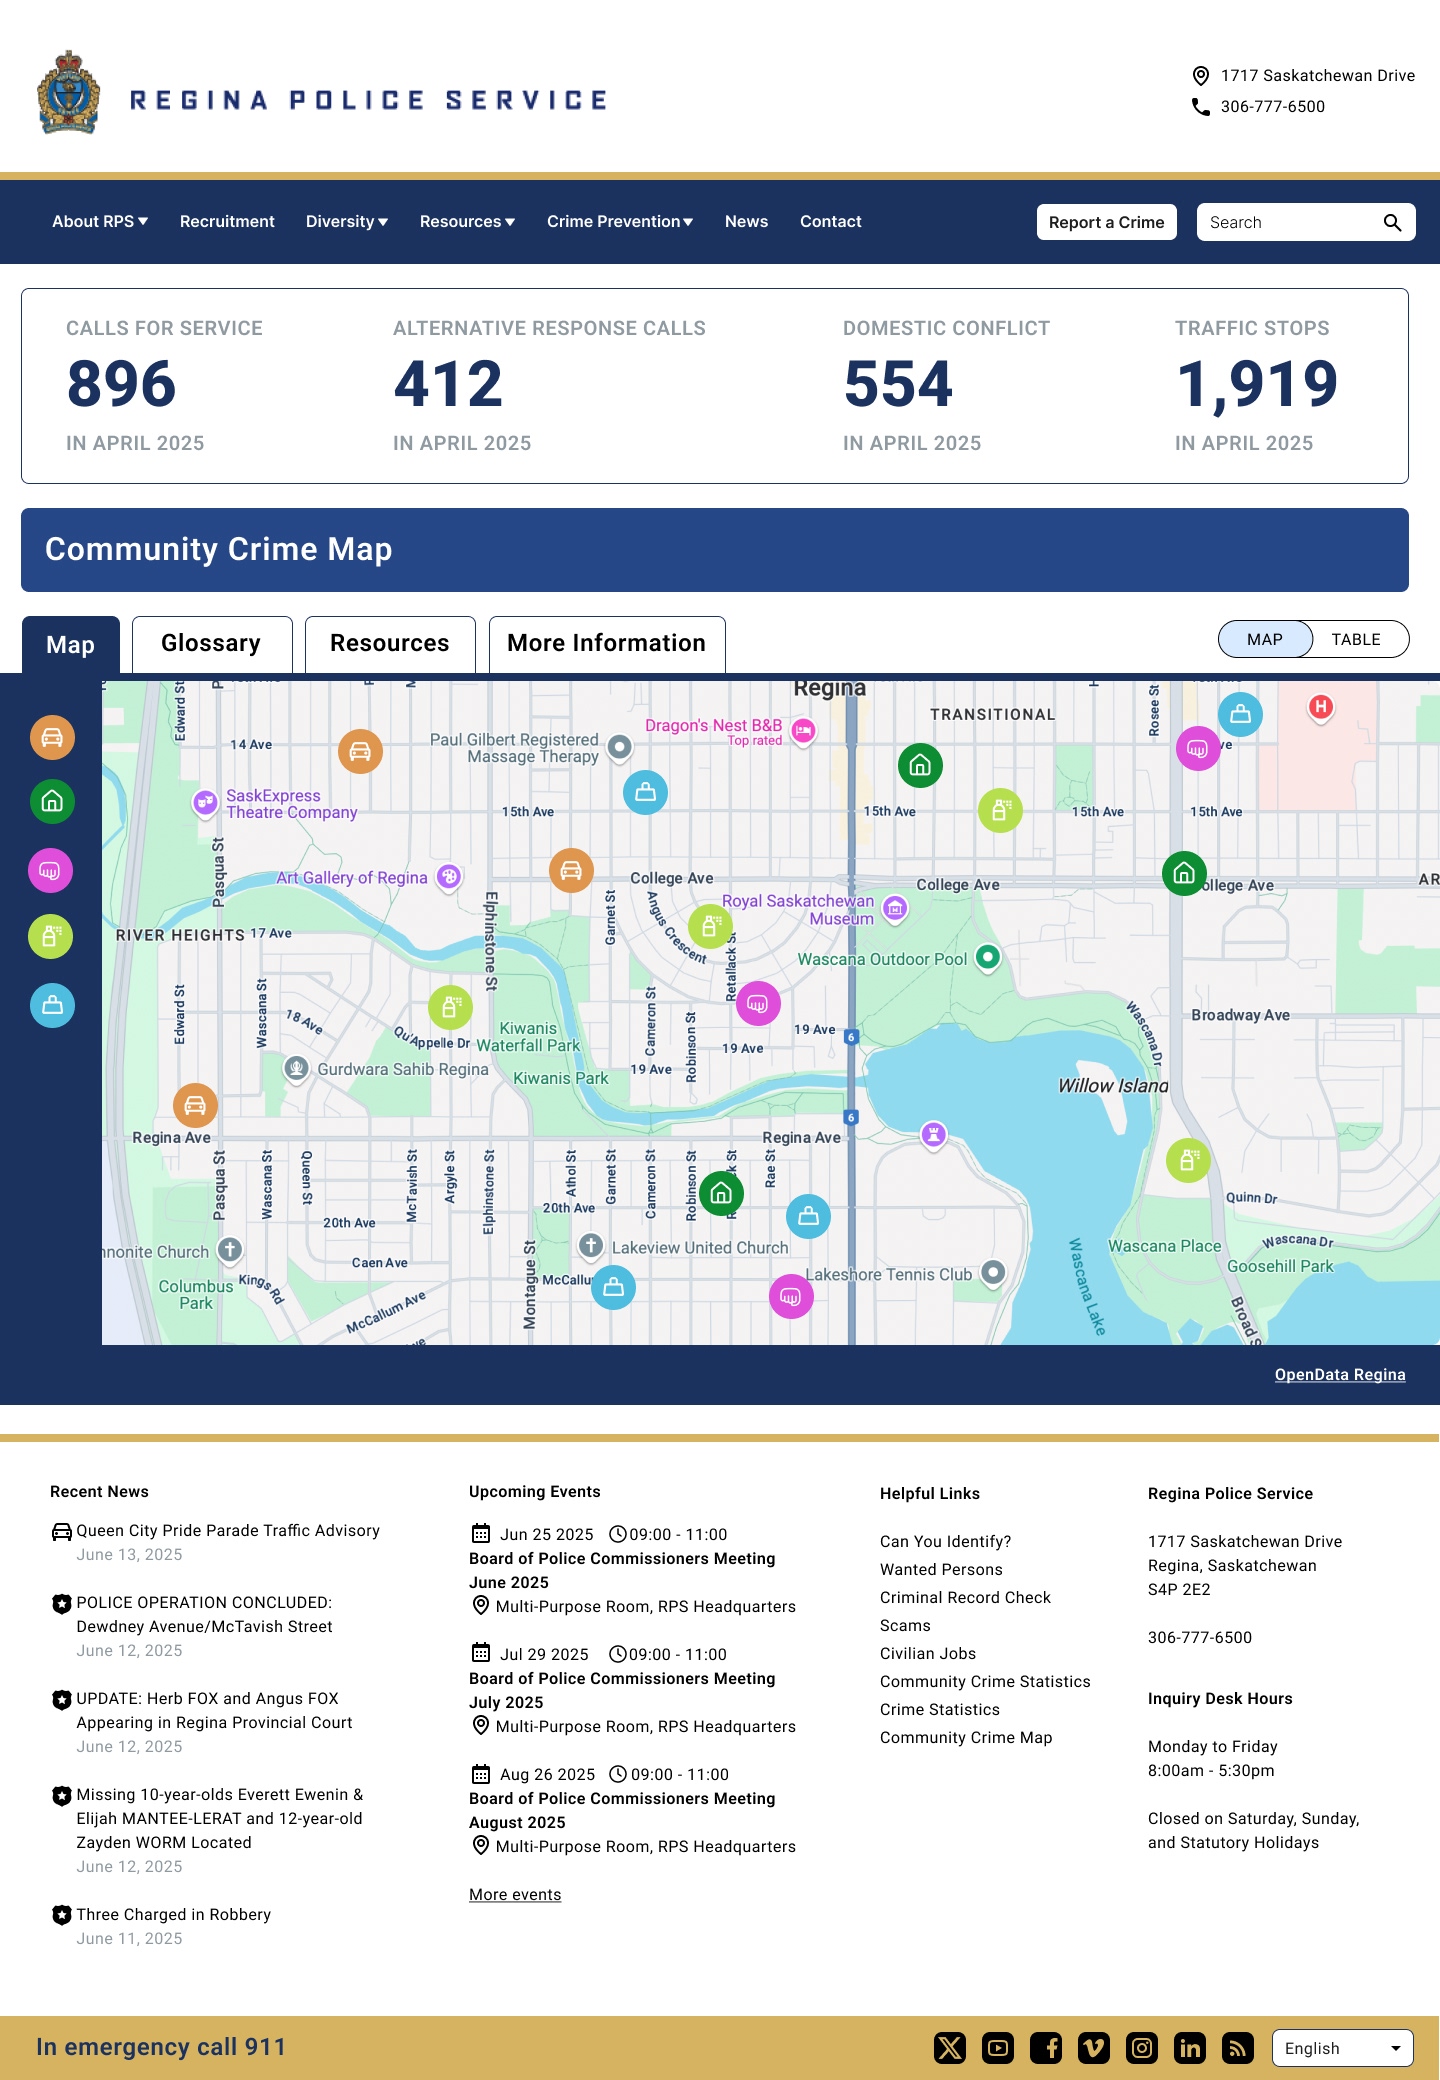 REGINA POLICE SERVICE
1717 Saskatchewan Drive
306-777-6500
About RPS
Recruitment
Diversity
Resources
Crime Prevention
News
Contact
Report a Crime
Search
CALLS FOR SERVICE
896
IN APRIL 2025
ALTERNATIVE RESPONSE CALLS
412
IN APRIL 2025
DOMESTIC CONFLICT
554
IN APRIL 2025
TRAFFIC STOPS
1,919
IN APRIL 2025
Community Crime Map
Map
Glossary
Resources
More Information
MAP
TABLE
Regina
TRANSITIONAL
Edward St
Rosee St
H
14 Ave
Paul Gilbert Registered
Massage Therapy
Dragon's Nest B&B
Top rated
SaskExpress
Theatre Company
15th Ave
15th Ave
15th Ave
15th Ave
Pasqua St
Art Gallery of Regina
College Ave
College Ave
ollege Ave
AR
Elphinstone St
Garnet St
Angus Crescent
Royal Saskatchewan
Museum
Retallack St
RIVER HEIGHTS
17 Ave
Wascana Outdoor Pool
Edward St
Wascana St
18 Ave
Qu'Appelle Dr
Kiwanis
Waterfall Park
Cameron St
Robinson St
19 Ave
19 Ave
19 Ave
6
Wascana Dr
Broadway Ave
Gurdwara Sahib Regina
Kiwanis Park
Willow Island
6
Regina Ave
Regina Ave
Pasqua St
Wascana St
Queen St
McTavish St
Argyle St
Elphinstone St
Athol St
Garnet St
Cameron St
Robinson St
Rae St
20th Ave
20th Ave
Quinn Dr
nnonite Church
Lakeview United Church
Wascana Place
Wascana Dr
Goosehill Park
Caen Ave
Montague St
McCallu
Lakeshore Tennis Club
Wascana Lake
Columbus
Park
Kings Rd
McCallum Ave
Broad S
OpenData Regina
Recent News
Queen City Pride Parade Traffic Advisory
June 13, 2025
POLICE OPERATION CONCLUDED:
Dewdney Avenue/McTavish Street
June 12, 2025
UPDATE: Herb FOX and Angus FOX
Appearing in Regina Provincial Court
June 12, 2025
Missing 10-year-olds Everett Ewenin &
Elijah MANTEE-LERAT and 12-year-old
Zayden WORM Located
June 12, 2025
Three Charged in Robbery
June 11, 2025
Upcoming Events
Jun 25 2025 09:00 - 11:00
Board of Police Commissioners Meeting
June 2025
Multi-Purpose Room, RPS Headquarters
Jul 29 2025 09:00 - 11:00
Board of Police Commissioners Meeting
July 2025
Multi-Purpose Room, RPS Headquarters
Aug 26 2025 09:00 - 11:00
Board of Police Commissioners Meeting
August 2025
Multi-Purpose Room, RPS Headquarters
More events
Helpful Links
Can You Identify?
Wanted Persons
Criminal Record Check
Scams
Civilian Jobs
Community Crime Statistics
Crime Statistics
Community Crime Map
Regina Police Service
1717 Saskatchewan Drive
Regina, Saskatchewan
S4P 2E2
306-777-6500
Inquiry Desk Hours
Monday to Friday
8:00am - 5:30pm
Closed on Saturday, Sunday,
and Statutory Holidays
In emergency call 911
English